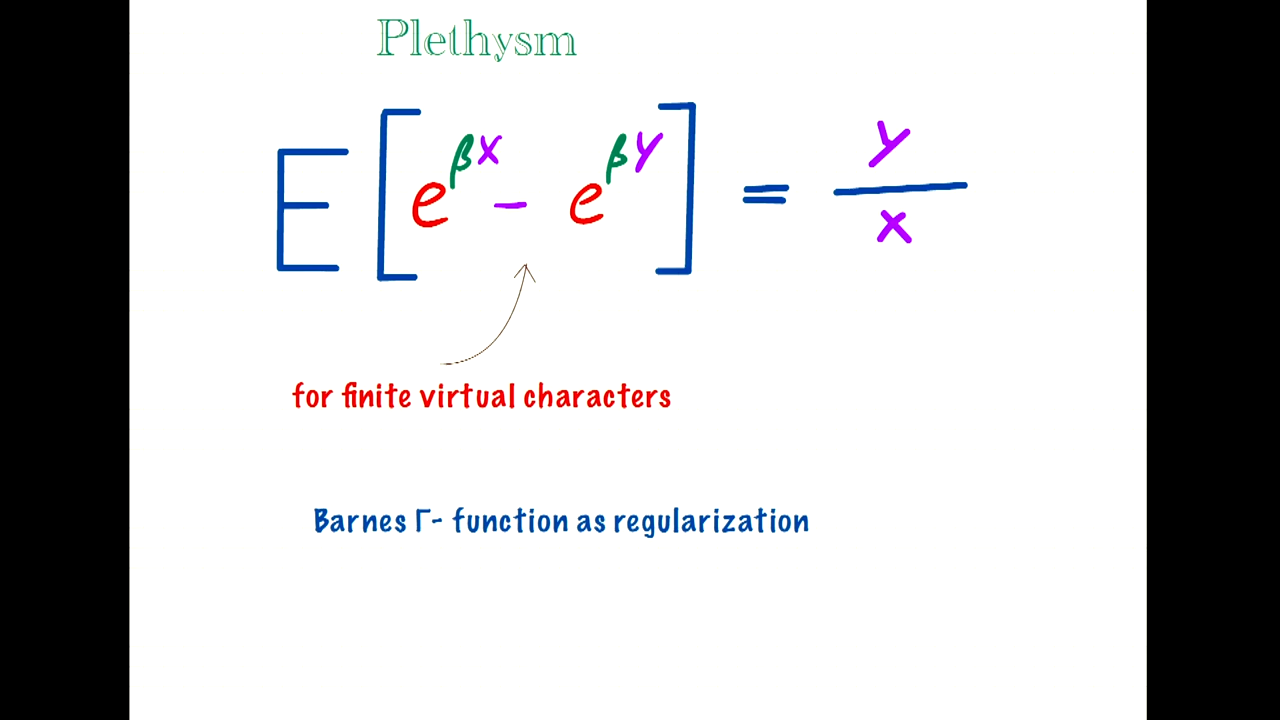 Plethysm
E [ e^{βx} - e^{βy} ] = y/x
for finite virtual characters
Barnes Γ- function as regularization